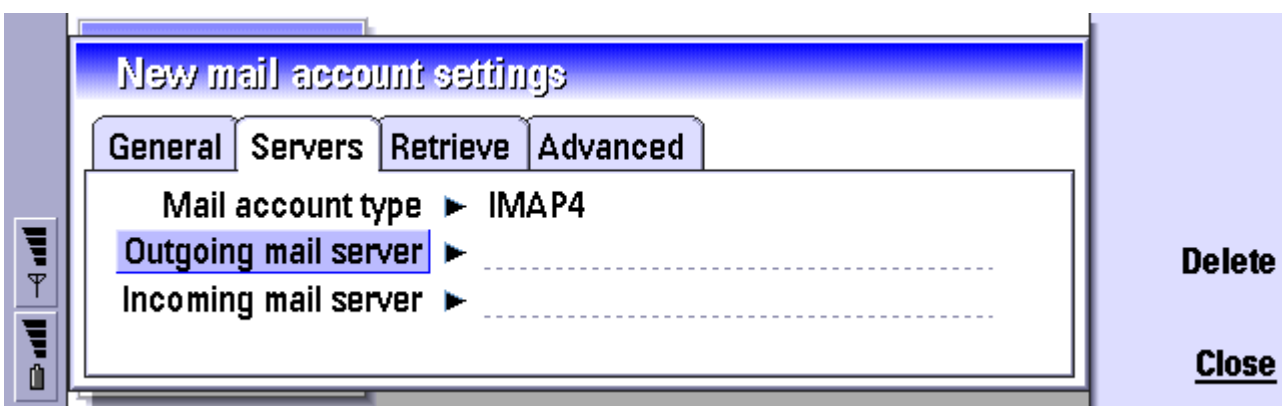 New mail account settings
General Servers Retrieve Advanced
Mail account type IMAP4
Outgoing mail server
Incoming mail server
Delete
Close